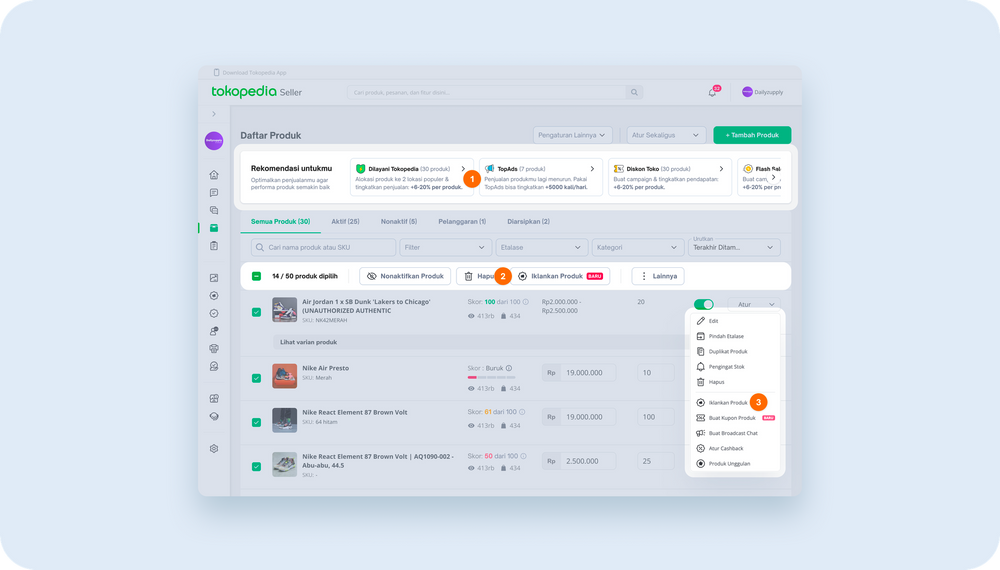 Download Tokopedia App
tokopedia Seller
Cari produk, pesanan, dan fitur disini...
52
Dailyzupply
Daftar Produk
Pengaturan Lainnya
Atur Sekaligus
+ Tambah Produk
Rekomendasi untukmu
Optimalkan penjualanmu agar
performa produk semakin baik
Dilayani Tokopedia (30 produk)
Alokasi produk ke 2 lokasi populer &
tingkatkan penjualan: +6-20% per produk.
1
TopAds (7 produk)
Penjualan produkmu lagi menurun. Pakai
TopAds bisa tingkatkan +5000 kali/hari.
Diskon Toko (30 produk)
Buat campaign & tingkatkan pendapatan:
+6-20% per produk.
Flash Sal
Buat cam
+6-20% per pr
Semua Produk (30)
Aktif (25)
Nonaktif (5)
Pelanggaran (1)
Diarsipkan (2)
Cari nama produk atau SKU
Filter
Etalase
Kategori
Urutkan
Terakhir Ditam...
14 / 50 produk dipilih
Nonaktifkan Produk
Hapu
2
Iklankan Produk
BARU
Lainnya
Air Jordan 1 x SB Dunk 'Lakers to Chicago'
(UNAUTHORIZED AUTHENTIC
SKU: NK42MERAH
Skor: 100 dari 100
413rb
434
Rp2.000.000 -
Rp2.500.000
20
Atur
Lihat varian produk
Nike Air Presto
SKU: Merah
Skor : Buruk
413rb
434
Rp
19.000.000
10
Nike React Element 87 Brown Volt
SKU: 64 hitam
Skor: 61 dari 100
413rb
434
Rp
19.000.000
100
Nike React Element 87 Brown Volt | AQ1090-002 -
Abu-abu, 44.5
SKU: -
Skor: 50 dari 100
413rb
434
Rp
2.500.000
25
Edit
Pindah Etalase
Duplikat Produk
Pengingat Stok
Hapus
Iklankan Produk
3
Buat Kupon Produk
BARU
Buat Broadcast Chat
Atur Cashback
Produk Unggulan